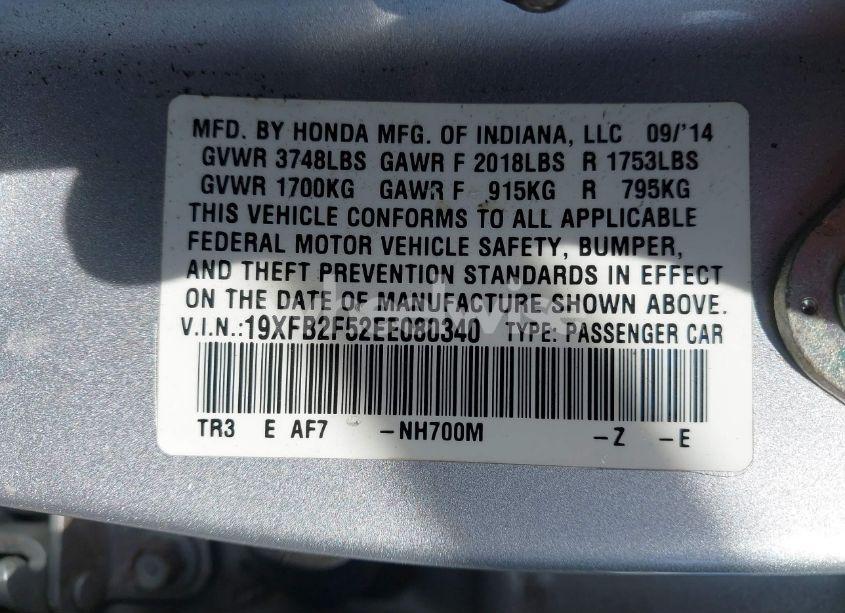 MFD. BY HONDA MFG. OF INDIANA, LLC 09/'14
GVWR 3748LBS GAWR F 2018LBS R 1753LBS
GVWR 1700KG GAWR F 915KG R 795KG
THIS VEHICLE CONFORMS TO ALL APPLICABLE
FEDERAL MOTOR VEHICLE SAFETY, BUMPER,
AND THEFT PREVENTION STANDARDS IN EFFECT
ON THE DATE OF MANUFACTURE SHOWN ABOVE.
V.I.N.:19XFB2F52EE080340 TYPE: PASSENGER CAR
TR3 E AF7 -NH700M -Z -E